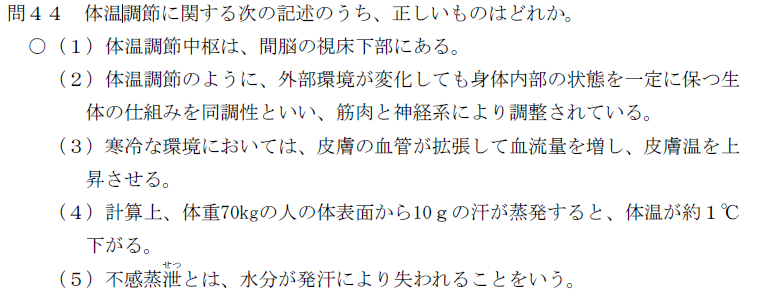 問４４　体温調節に関する次の記述のうち、正しいものはどれか。
○（１）体温調節中枢は、間脳の視床下部にある。
（２）体温調節のように、外部環境が変化しても身体内部の状態を一定に保つ生
体の仕組みを同調性といい、筋肉と神経系により調整されている。
（３）寒冷な環境においては、皮膚の血管が拡張して血流量を増し、皮膚温を上
昇させる。
（４）計算上、体重70kgの人の体表面から10ｇの汗が蒸発すると、体温が約１℃
下がる。
せつ
（５）不感蒸泄とは、水分が発汗により失われることをいう。